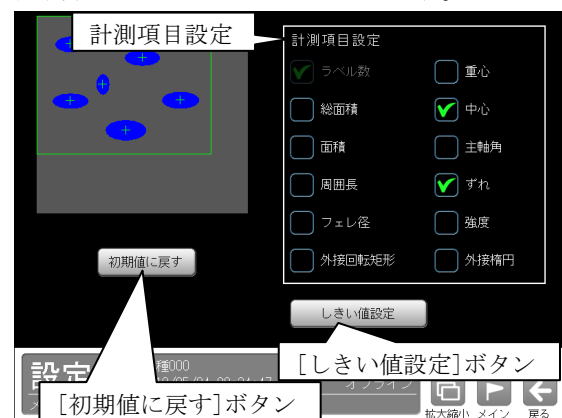 計測項目設定
計測項目設定
ラベル数
重心
総面積
中心
面積
主軸角
周囲長
ずれ
フェレ径
強度
外接回転矩形
外接楕円
初期値に戻す
しきい値設定
[しきい値設定]ボタン
設定
種000
オフライン
[初期値に戻す]ボタン
拡大縮小 メイン 戻る